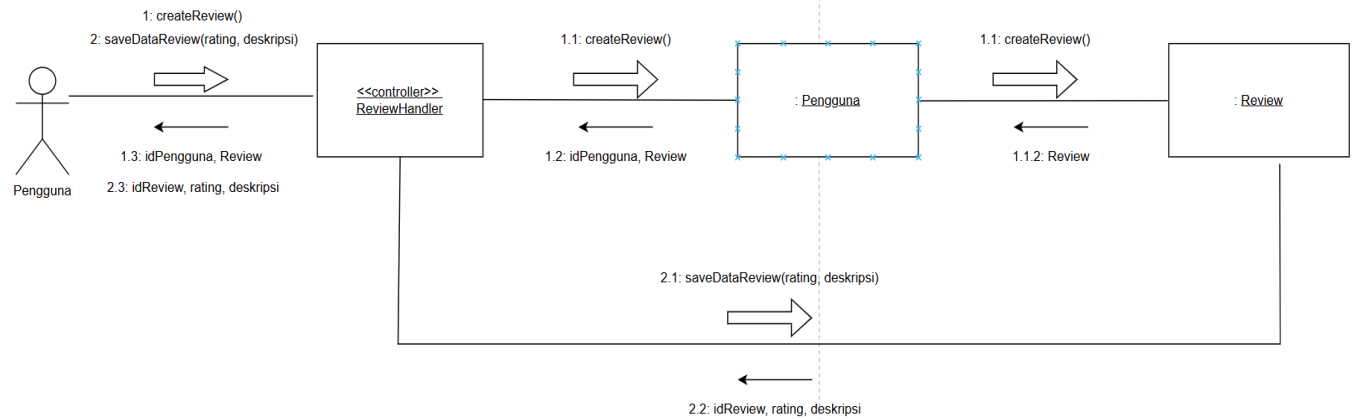 1: createReview()
2: saveDataReview(rating, deskripsi)
1.1: createReview()
1.1: createReview()
<<controller>>
ReviewHandler
: Pengguna
: Review
1.3: idPengguna, Review
1.2: idPengguna, Review
1.1.2: Review
2.3: idReview, rating, deskripsi
Pengguna
2.1: saveDataReview(rating, deskripsi)
2.2: idReview, rating, deskripsi